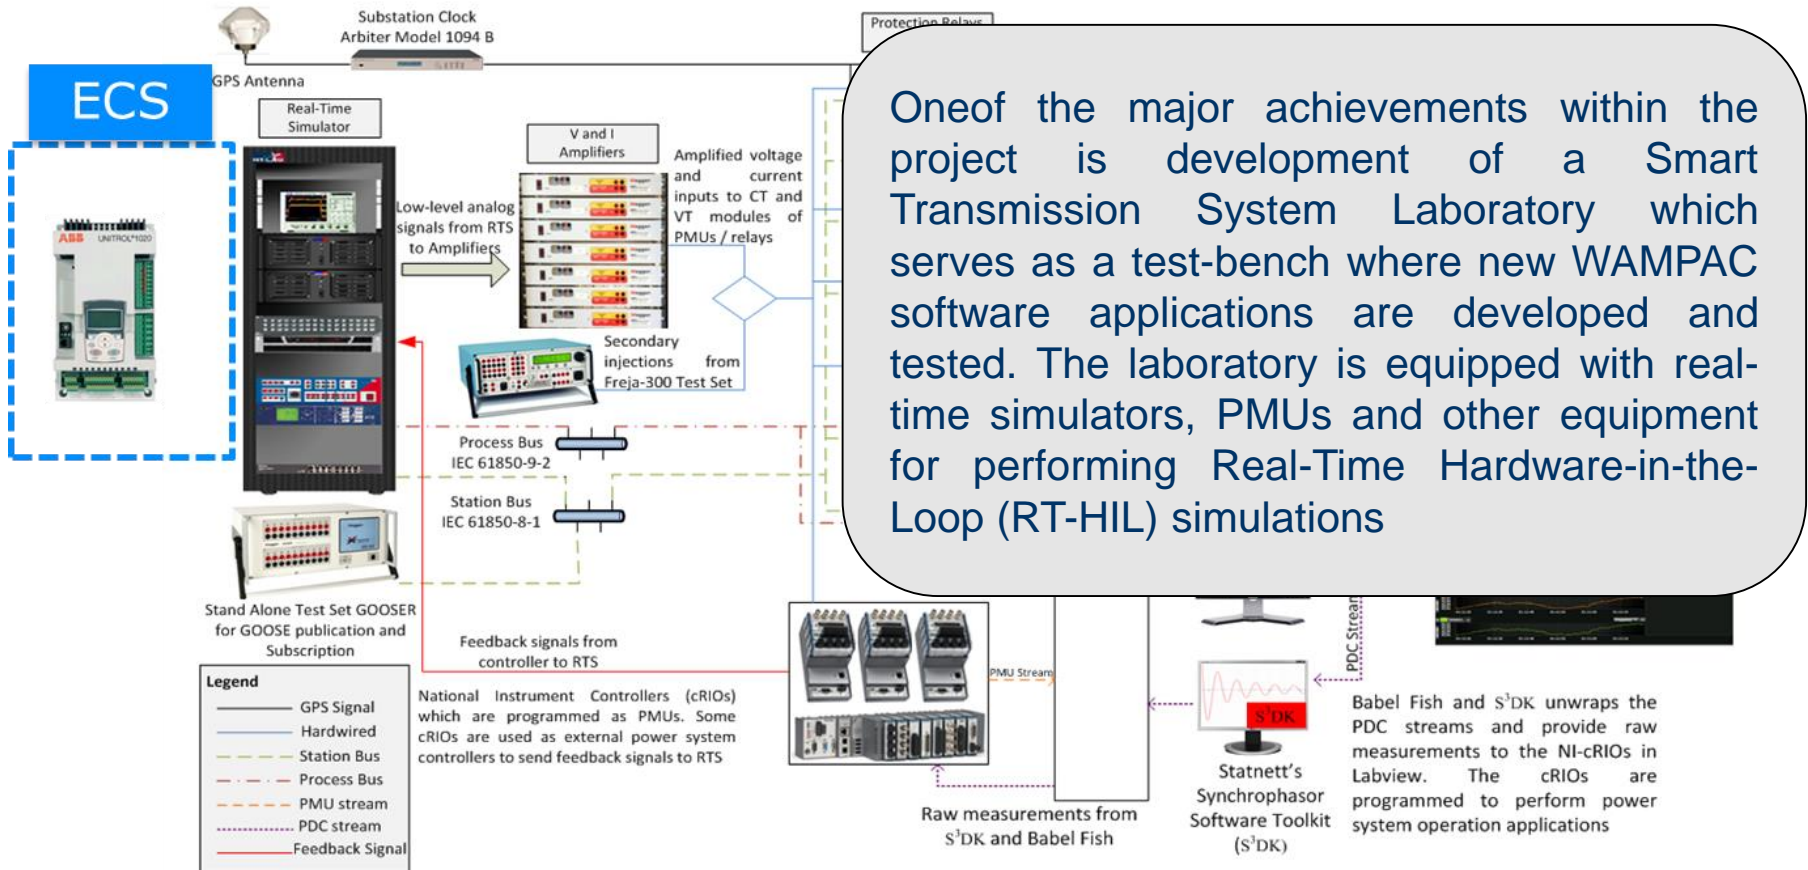 Substation Clock
Arbiter Model 1094 B
GPS Antenna
ECS
ABB UNITROL®1020
Real-Time
Simulator
V and I
Amplifiers
Low-level analog
signals from RTS
to Amplifiers
Amplified voltage
and current
inputs to CT and
VT modules of
PMUs / relays
Secondary
injections from
Freja-300 Test Set
Process Bus
IEC 61850-9-2
Station Bus
IEC 61850-8-1
Stand Alone Test Set GOOSER
for GOOSE publication and
Subscription
Protection Relays
Oneof the major achievements within the
project is development of a Smart
Transmission System Laboratory which
serves as a test-bench where new WAMPAC
software applications are developed and
tested. The laboratory is equipped with real-
time simulators, PMUs and other equipment
for performing Real-Time Hardware-in-the-
Loop (RT-HIL) simulations
Feedback signals from
controller to RTS
National Instrument Controllers (cRIOs)
which are programmed as PMUs. Some
cRIOs are used as external power system
controllers to send feedback signals to RTS
Legend
GPS Signal
Hardwired
Station Bus
Process Bus
PMU stream
PDC stream
Feedback Signal
PMU Stream
PDC Stream
Raw measurements from
S³DK and Babel Fish
S³DK
Statnett's
Synchrophasor
Software Toolkit
(S³DK)
Babel Fish and S³DK unwraps the
PDC streams and provide raw
measurements to the NI-cRIOs in
Labview. The cRIOs are
programmed to perform power
system operation applications